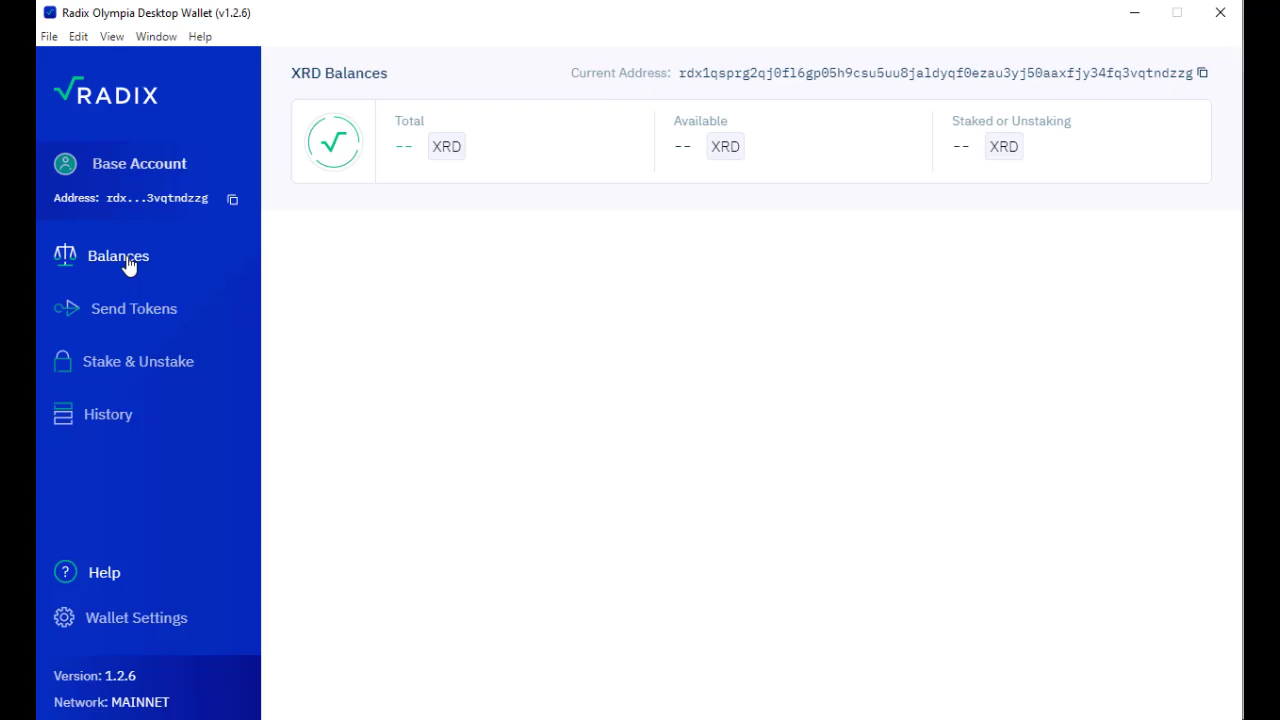 Radix Olympia Desktop Wallet (v1.2.6)
File Edit View Window Help
RADIX
Base Account
Address: rdx...3vqtndzzg
Balances
Send Tokens
Stake & Unstake
History
? Help
Wallet Settings
Version: 1.2.6
Network: MAINNET
XRD Balances
Current Address: rdx1qsprg2qj0fl6gp05h9csu5uu8jaldyqf0ezau3yj50aaxfjy34fq3vqtndzzg
Total
-- XRD
Available
-- XRD
Staked or Unstaking
-- XRD